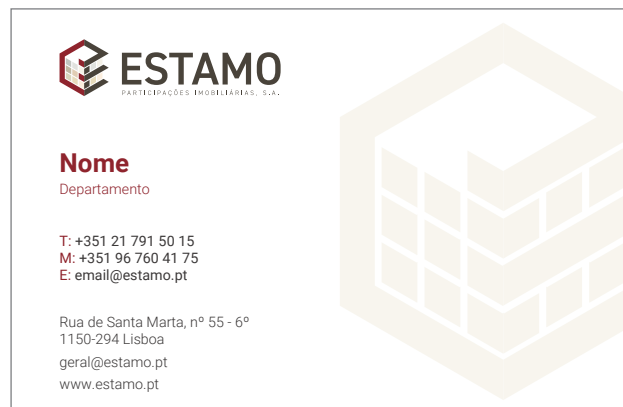 ESTAMO
PARTICIPAÇÕES IMOBILIÁRIAS, S.A.
Nome
Departamento
T: +351 21 791 50 15
M: +351 96 760 41 75
E: email@estamo.pt
Rua de Santa Marta, nº 55 - 6º
1150-294 Lisboa
geral@estamo.pt
www.estamo.pt